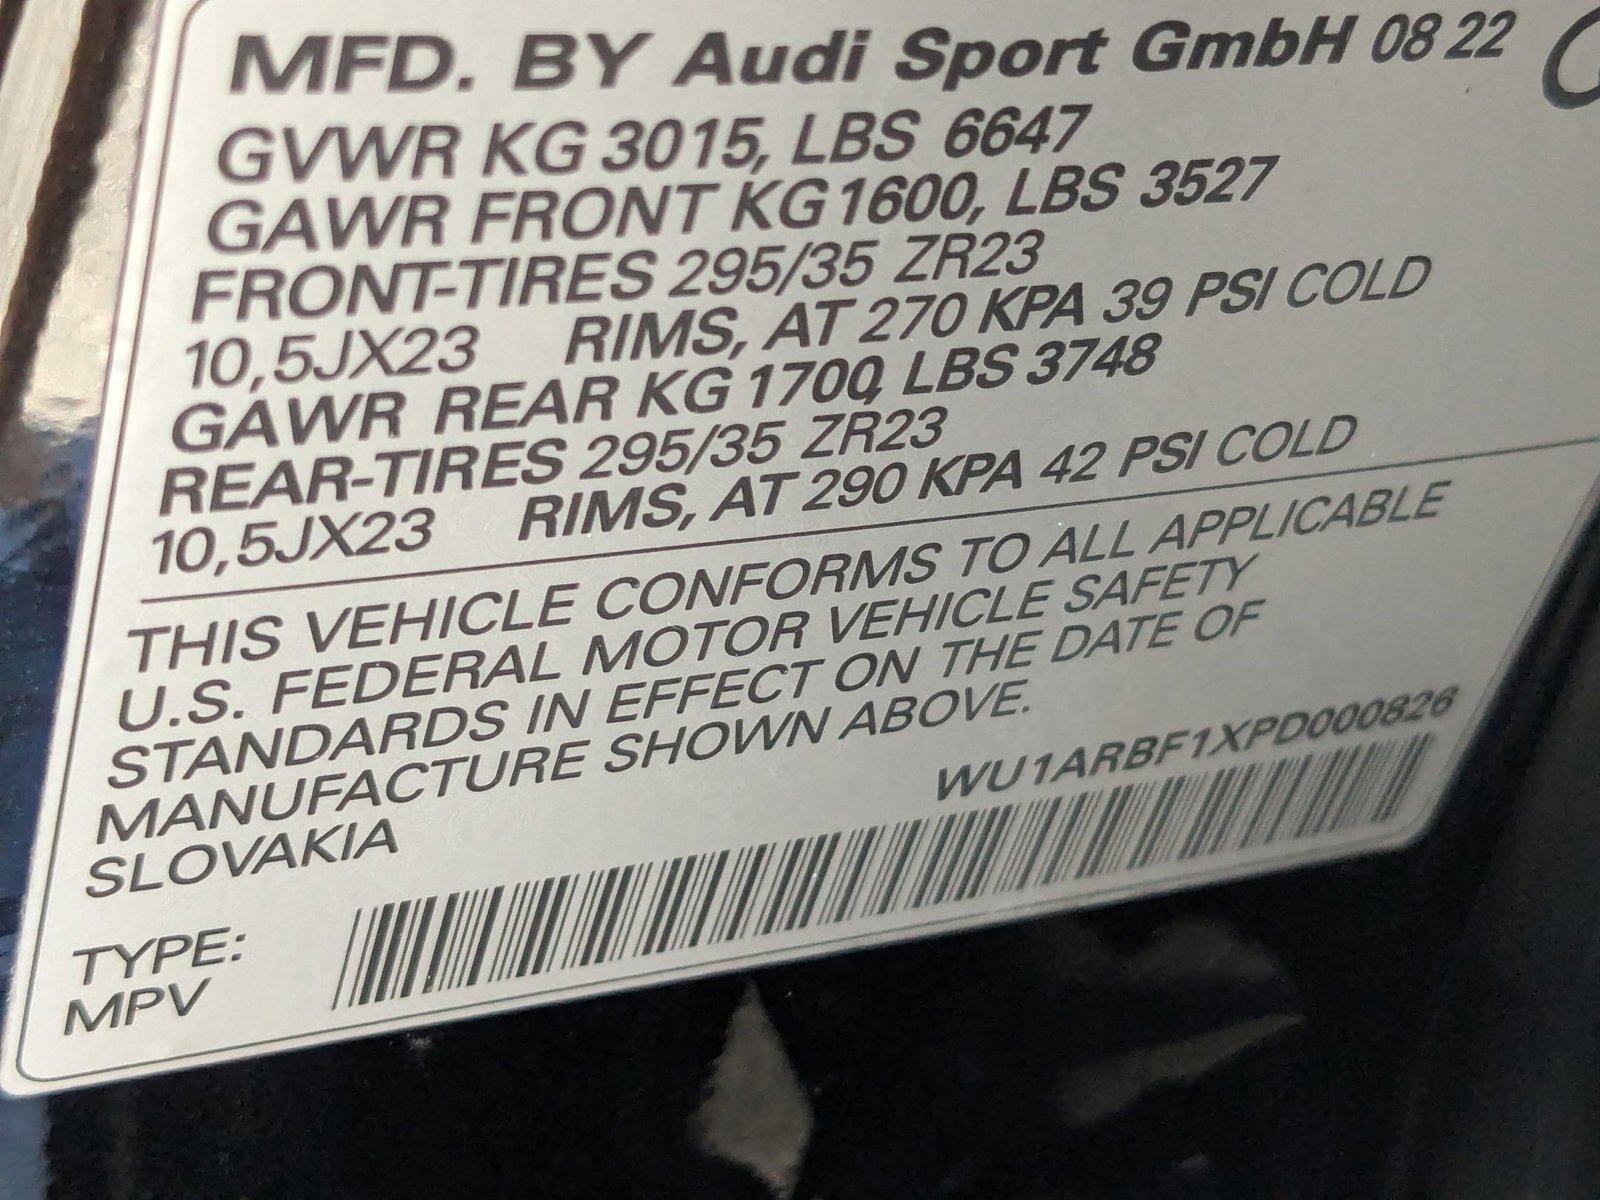 MFD. BY Audi Sport GmbH 08 22
GVWR KG 3015, LBS 6647
GAWR FRONT KG 1600, LBS 3527
FRONT-TIRES 295/35 ZR23
10,5JX23 RIMS, AT 270 KPA 39 PSI COLD
GAWR REAR KG 1700, LBS 3748
REAR-TIRES 295/35 ZR23
10,5JX23 RIMS, AT 290 KPA 42 PSI COLD
THIS VEHICLE CONFORMS TO ALL APPLICABLE
U.S. FEDERAL MOTOR VEHICLE SAFETY
STANDARDS IN EFFECT ON THE DATE OF
MANUFACTURE SHOWN ABOVE.
SLOVAKIA
WU1ARBF1XPD000826
TYPE:
MPV